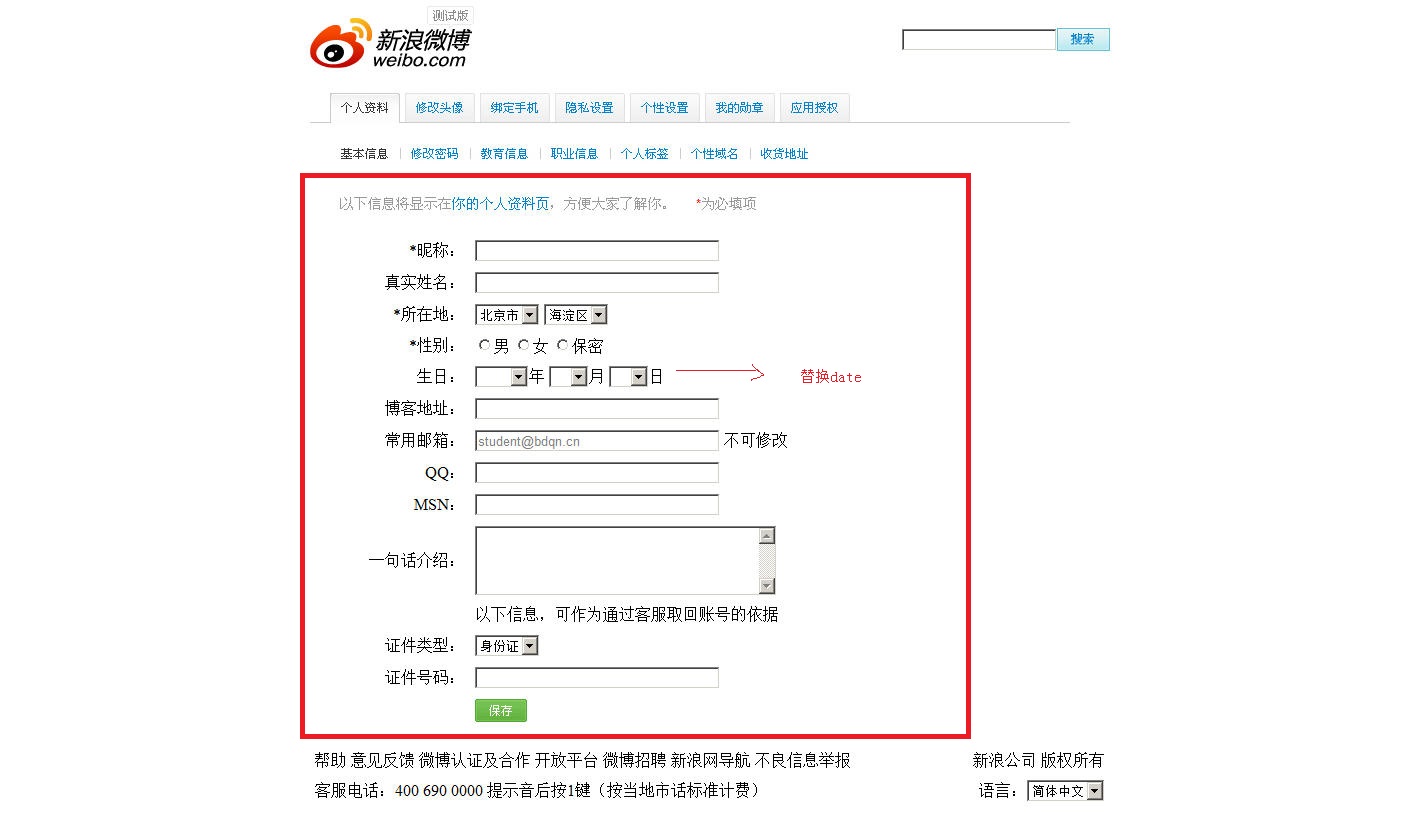 测试版
新浪微博
weibo.com
搜索
个人资料 修改头像 绑定手机 隐私设置 个性设置 我的勋章 应用授权
基本信息 | 修改密码 | 教育信息 | 职业信息 | 个人标签 | 个性域名 | 收货地址
以下信息将显示在你的个人资料页，方便大家了解你。 *为必填项
*昵称：
真实姓名：
*所在地： 北京市 海淀区
*性别： 男 女 保密
生日： 年 月 日 替换date
博客地址：
常用邮箱： student@bdqn.cn 不可修改
QQ：
MSN：
一句话介绍：
以下信息，可作为通过客服取回账号的依据
证件类型： 身份证
证件号码：
保存
帮助 意见反馈 微博认证及合作 开放平台 微博招聘 新浪网导航 不良信息举报 新浪公司 版权所有
客服电话：400 690 0000 提示音后按1键（按当地市话标准计费） 语言： 简体中文